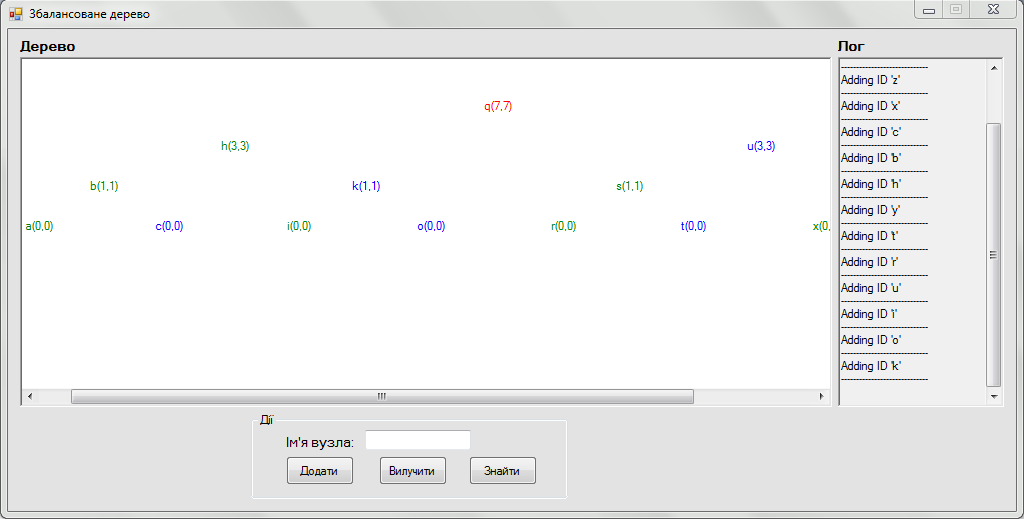 Збалансоване дерево
Дерево
Лог
q(7,7)
h(3,3)
u(3,3)
b(1,1)
k(1,1)
s(1,1)
a(0,0)
c(0,0)
i(0,0)
o(0,0)
r(0,0)
t(0,0)
x(0,
-----------------------------
Adding ID 'z'
-----------------------------
Adding ID 'x'
-----------------------------
Adding ID 'c'
-----------------------------
Adding ID 'b'
-----------------------------
Adding ID 'h'
-----------------------------
Adding ID 'y'
-----------------------------
Adding ID 't'
-----------------------------
Adding ID 'r'
-----------------------------
Adding ID 'u'
-----------------------------
Adding ID 'i'
-----------------------------
Adding ID 'o'
-----------------------------
Adding ID 'k'
-----------------------------
Дії
Ім'я вузла:
Додати
Вилучити
Знайти